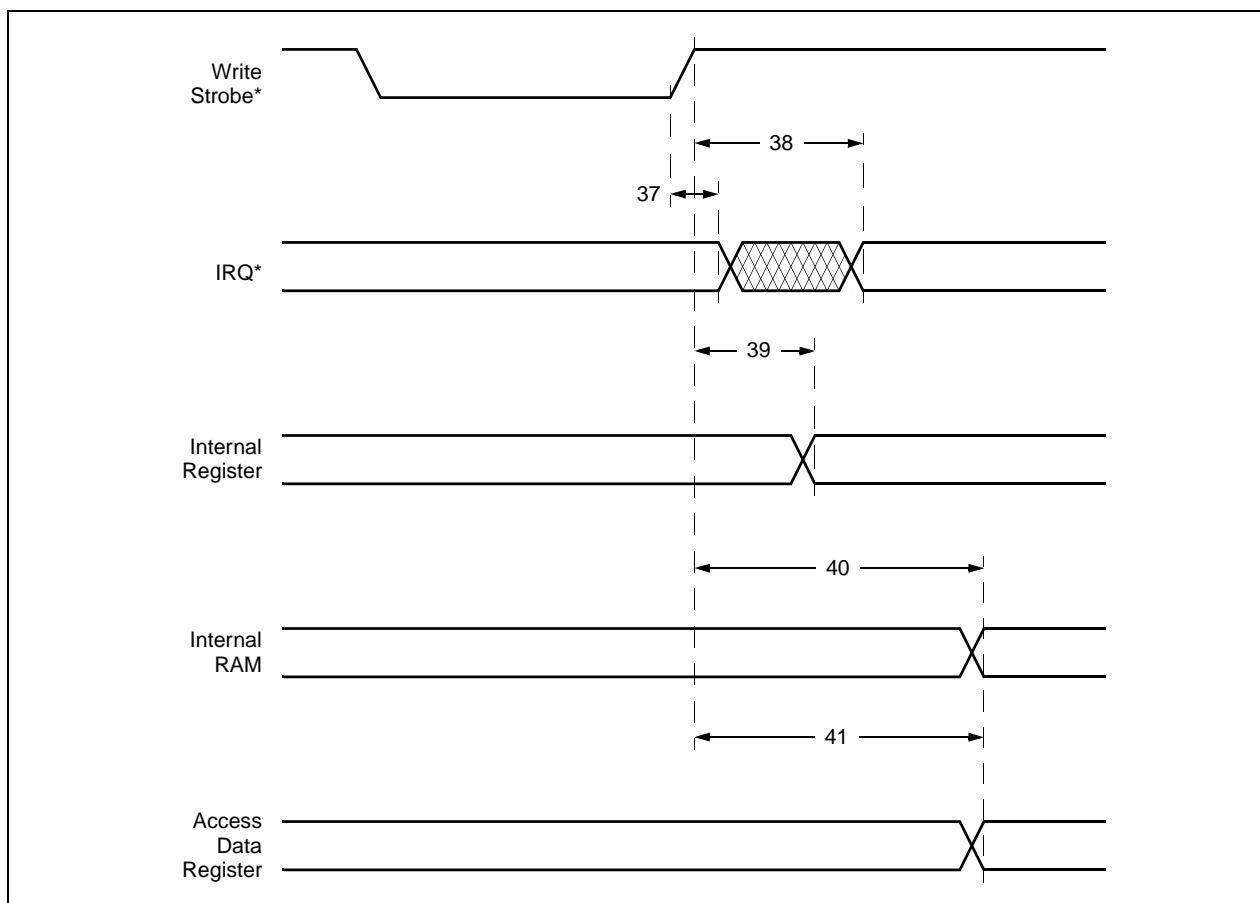 Write
Strobe*
38
37
IRQ*
39
Internal
Register
40
Internal
RAM
41
Access
Data
Register